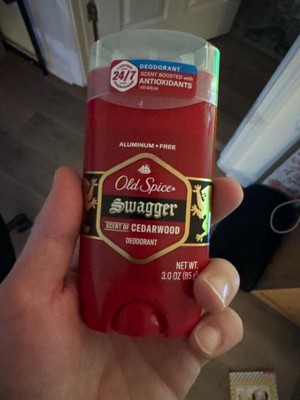 24/7
DEODORANT
SCENT BOOSTED with
ANTIOXIDANTS
ALUMINUM • FREE
Old Spice
Swagger
SCENT OF CEDARWOOD
DEODORANT
NET WT.
3.0 OZ (85 g